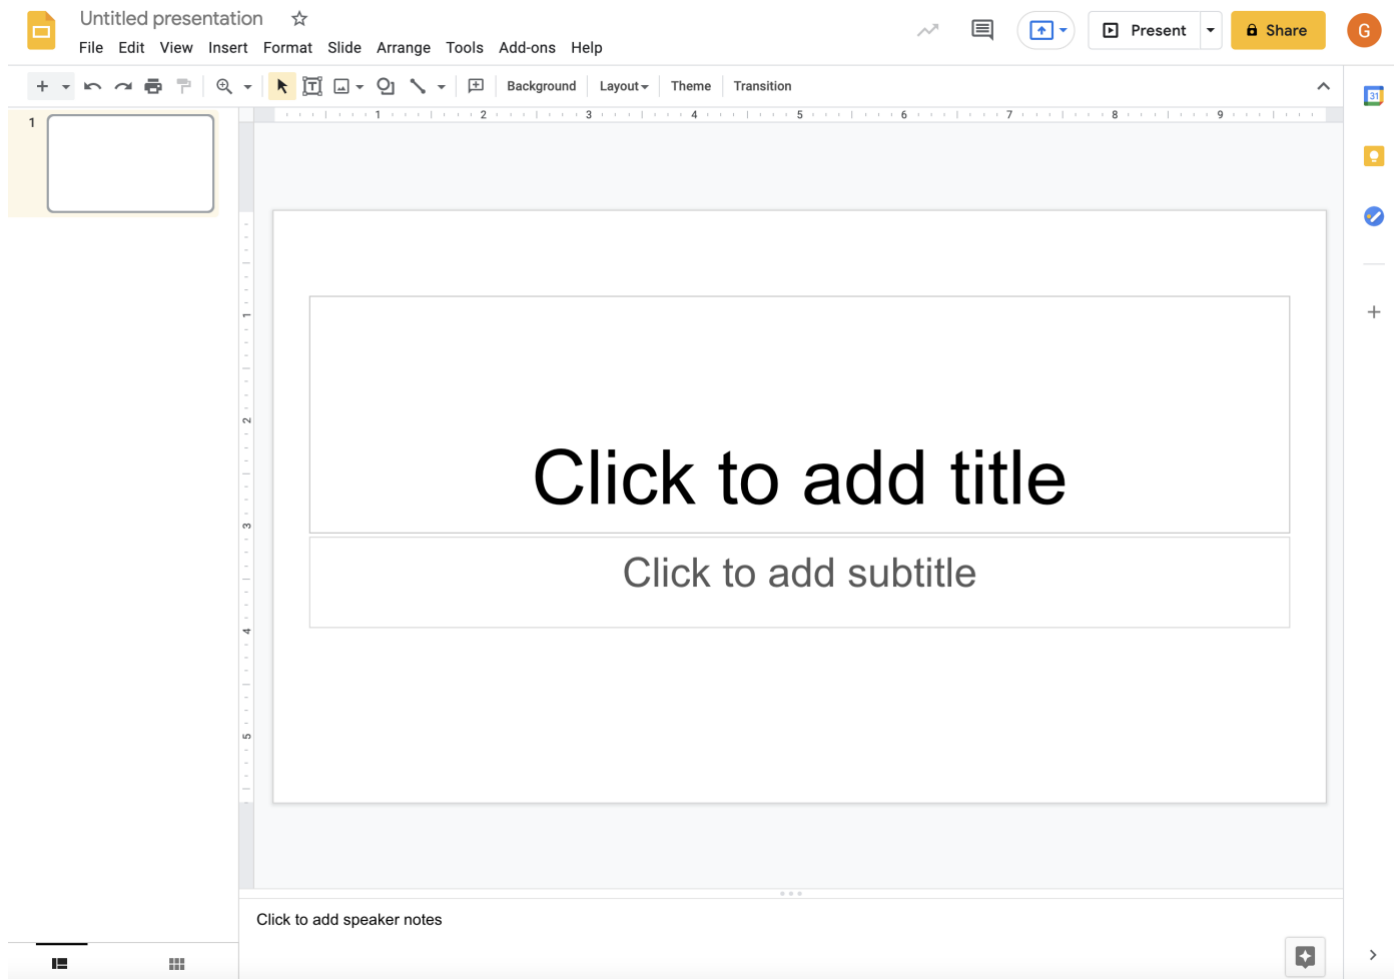 Untitled presentation
File Edit View Insert Format Slide Arrange Tools Add-ons Help
Present
Share
G
Background Layout Theme Transition
31
1
1 2 3 4 5 6 7 8 9
1
2
3
4
5
Click to add title
Click to add subtitle
Click to add speaker notes